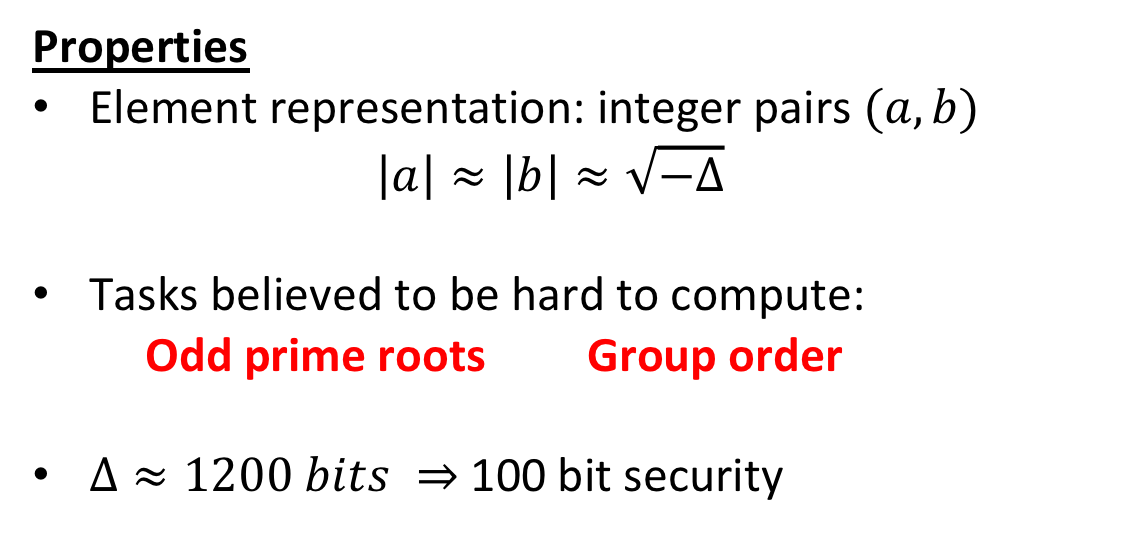 Properties
• Element representation: integer pairs (a, b)
|a| ≈ |b| ≈ √−Δ
• Tasks believed to be hard to compute:
Odd prime roots Group order
• Δ ≈ 1200 bits ⇒ 100 bit security